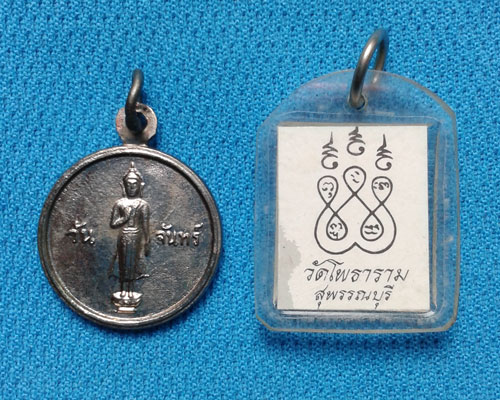 วัน จันทร์
วัดโพธาราม
สุพรรณบุรี